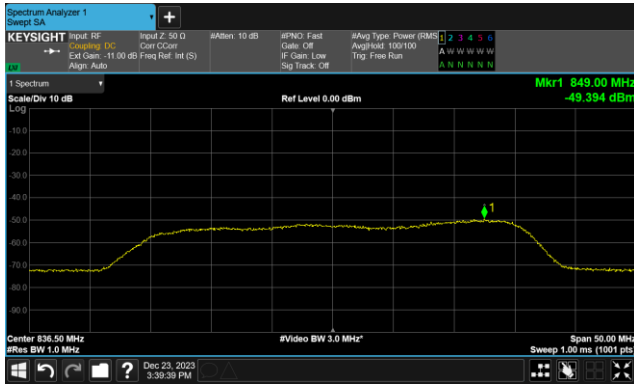 Spectrum Analyzer 1
Swept SA
+
KEYSIGHT Input: RF Input Z: 50 Ω #Atten: 10 dB #PNO: Fast #Avg Type: Power (RMS 1 2 3 4 5 6
Coupling: DC Corr CCorr Gate: Off Avg|Hold: 100/100 A W W W W W
Ext Gain: -11.00 dB Freq Ref: Int (S) IF Gain: Low Trig: Free Run
Align: Auto Sig Track: Off A N N N N N
1 Spectrum Mkr1 849.00 MHz
Scale/Div 10 dB Ref Level 0.00 dBm -49.394 dBm
Log
-10.0
-20.0
-30.0
-40.0
1
-50.0
-60.0
-70.0
-80.0
-90.0
Center 836.50 MHz #Video BW 3.0 MHz* Span 50.00 MHz
#Res BW 1.0 MHz Sweep 1.00 ms (1001 pts)
? Dec 23, 2023
3:39:39 PM